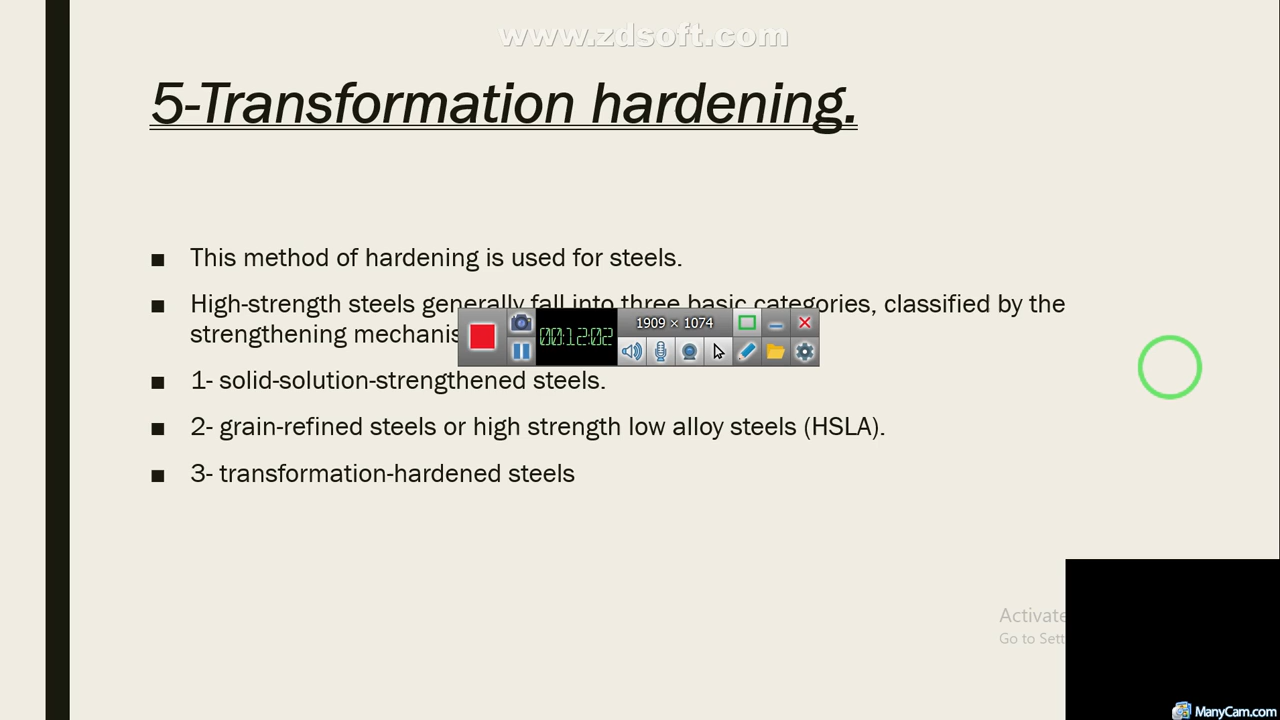 www.zdsoft.com
5-Transformation hardening.
■ This method of hardening is used for steels.
■ High-strength steels generally fall into three basic categories, classified by the
strengthening
1909 × 1074
00:12:02
■ 1- solid-solution-strengthened steels.
■ 2- grain-refined steels or high strength low alloy steels (HSLA).
■ 3- transformation-hardened steels
Activate
Go to
ManyCam.com